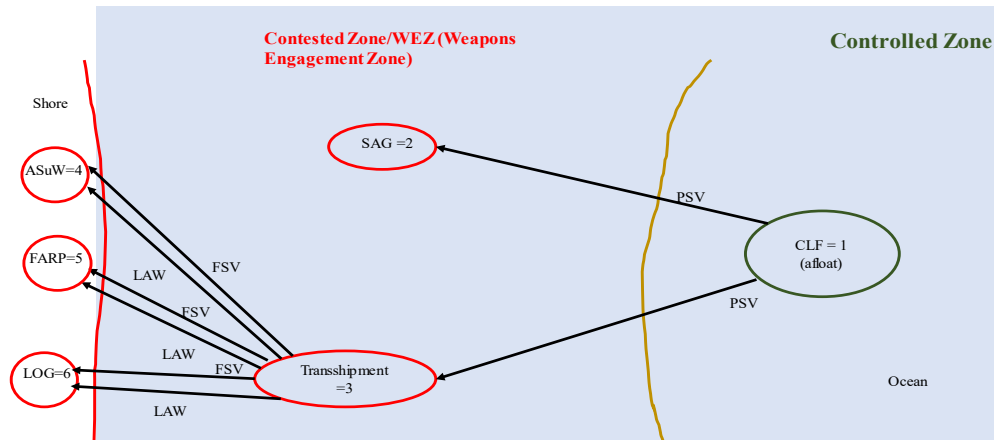 Contested Zone/WEZ (Weapons
Engagement Zone)
Controlled Zone
Shore
SAG =2
ASuW=4
PSV
CLF = 1
(afloat)
FARP=5
LAW
FSV
PSV
FSV
LAW
FSV
LOG=6
Transshipment
=3
Ocean
LAW